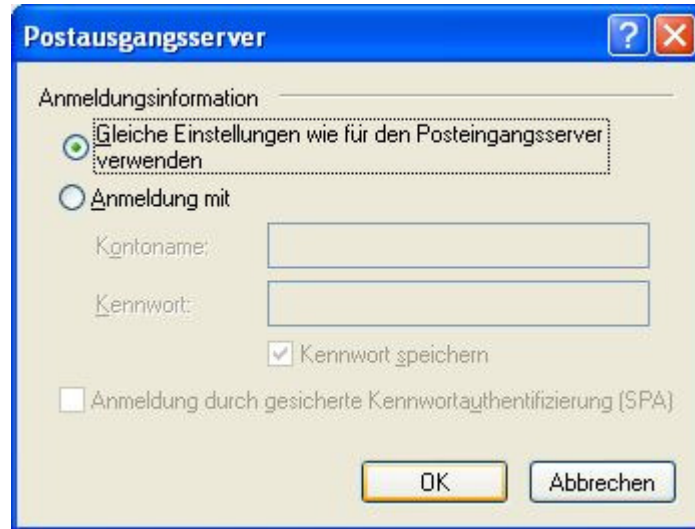 Postausgangsserver
Anmeldungsinformation
Gleiche Einstellungen wie für den Posteingangsserver
verwenden
Anmeldung mit
Kontoname:
Kennwort:
Kennwort speichern
Anmeldung durch gesicherte Kennwortauthentifizierung (SPA)
OK Abbrechen